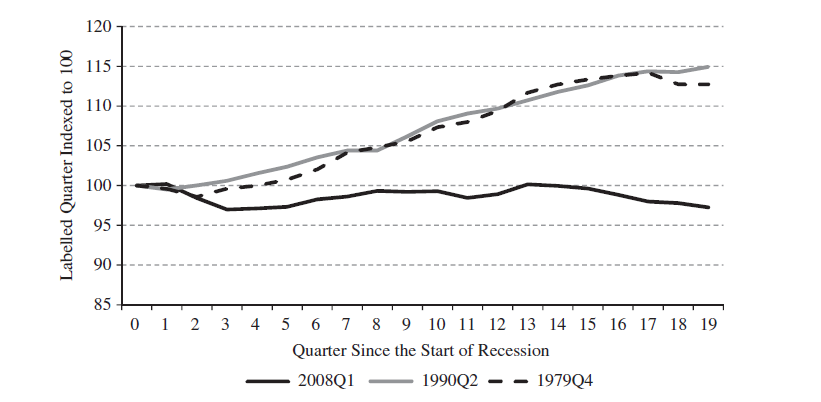 120
115
110
105
100
95
90
85
Labelled Quarter Indexed to 100
0 1 2 3 4 5 6 7 8 9 10 11 12 13 14 15 16 17 18 19
Quarter Since the Start of Recession
2008Q1 1990Q2 1979Q4